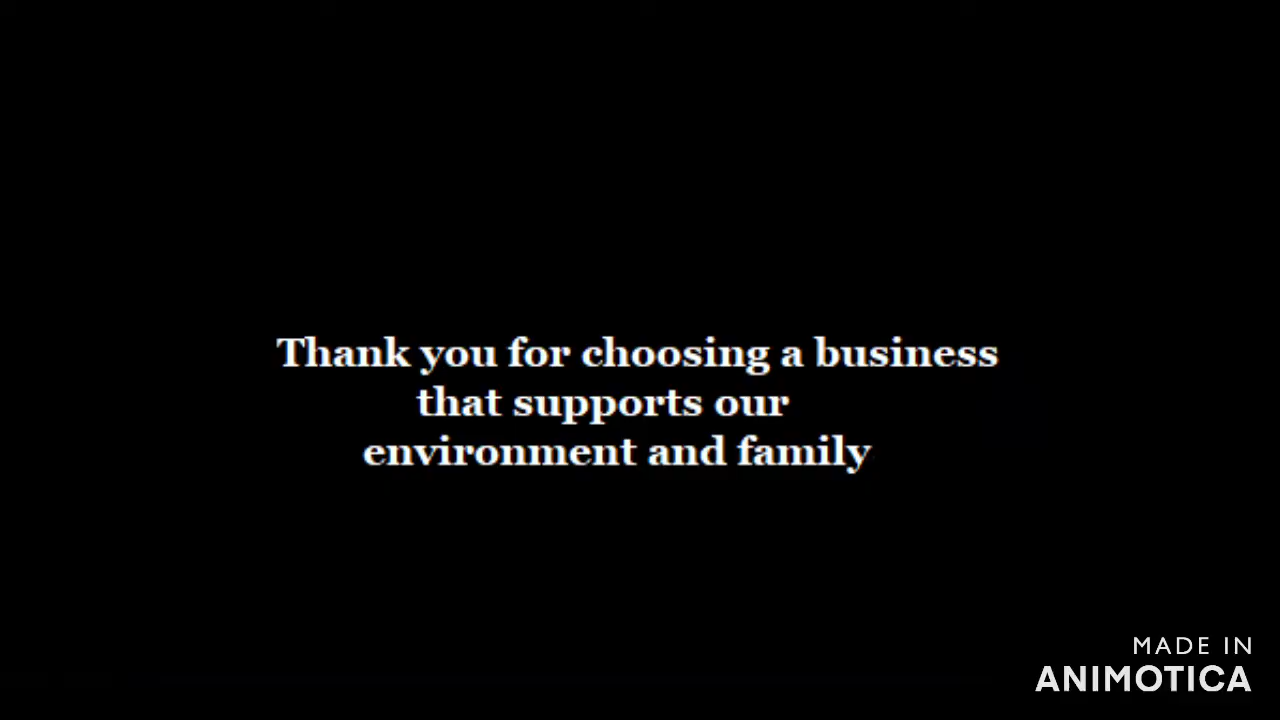 Thank you for choosing a business
that supports our
environment and family
MADE IN
ANIMOTICA